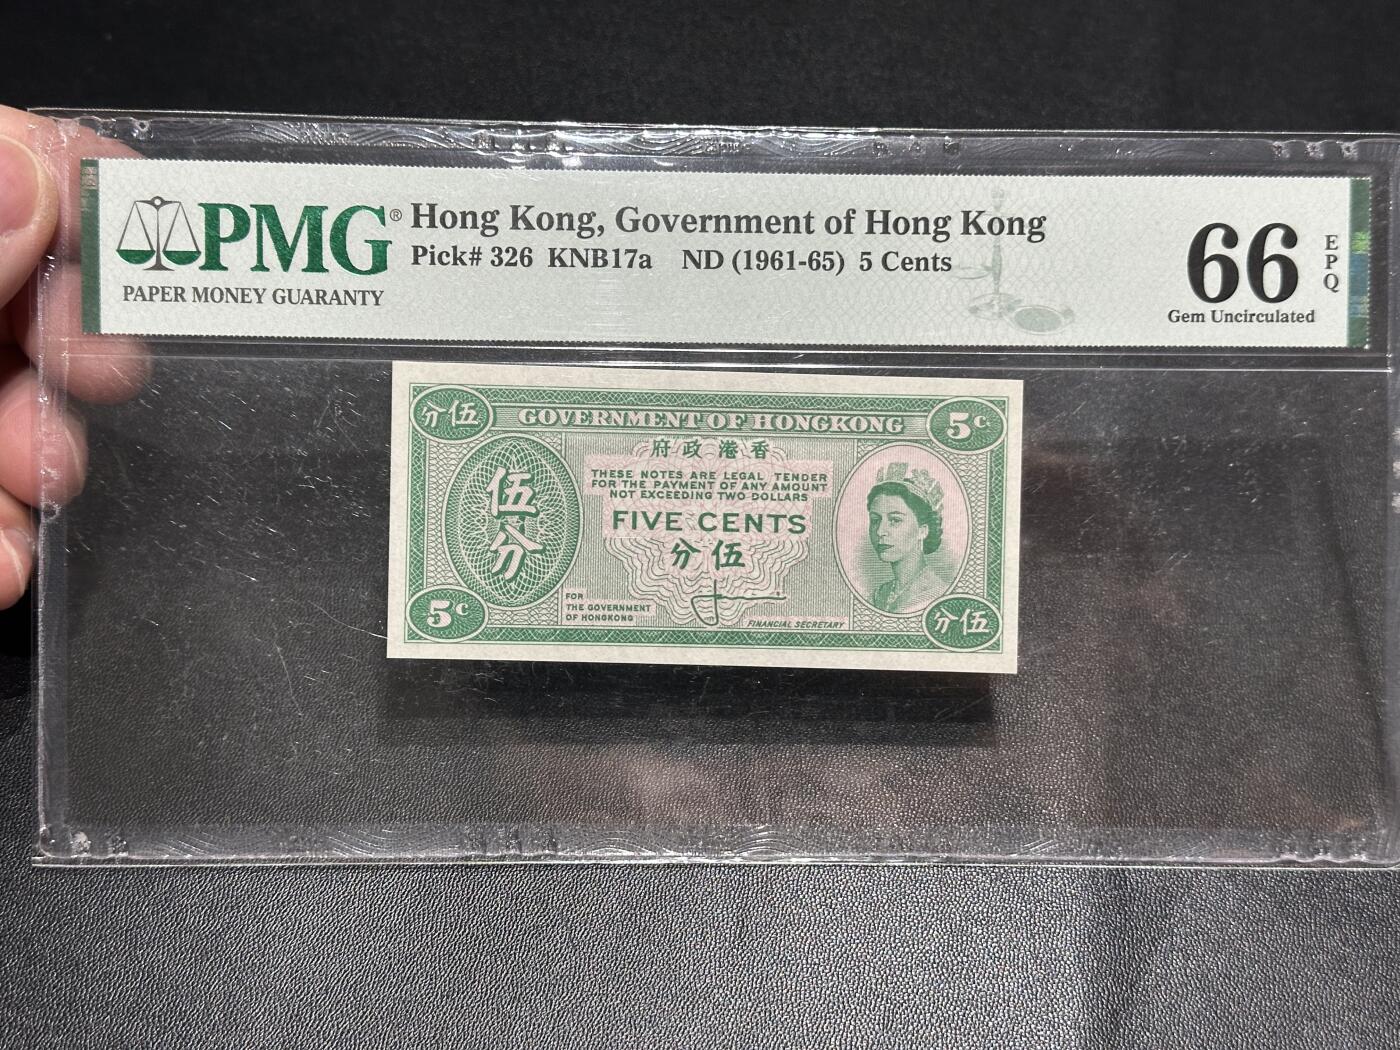 PMG®
PAPER MONEY GUARANTY
Hong Kong, Government of Hong Kong
Pick# 326 KNB17a ND (1961-65) 5 Cents
66
EPQ
Gem Uncirculated
分伍
GOVERNMENT OF HONGKONG
5¢
府政港香
THESE NOTES ARE LEGAL TENDER
FOR THE PAYMENT OF ANY AMOUNT
NOT EXCEEDING TWO DOLLARS
伍分
FIVE CENTS
分伍
FOR
THE GOVERNMENT
OF HONGKONG
FINANCIAL SECRETARY
5¢
分伍